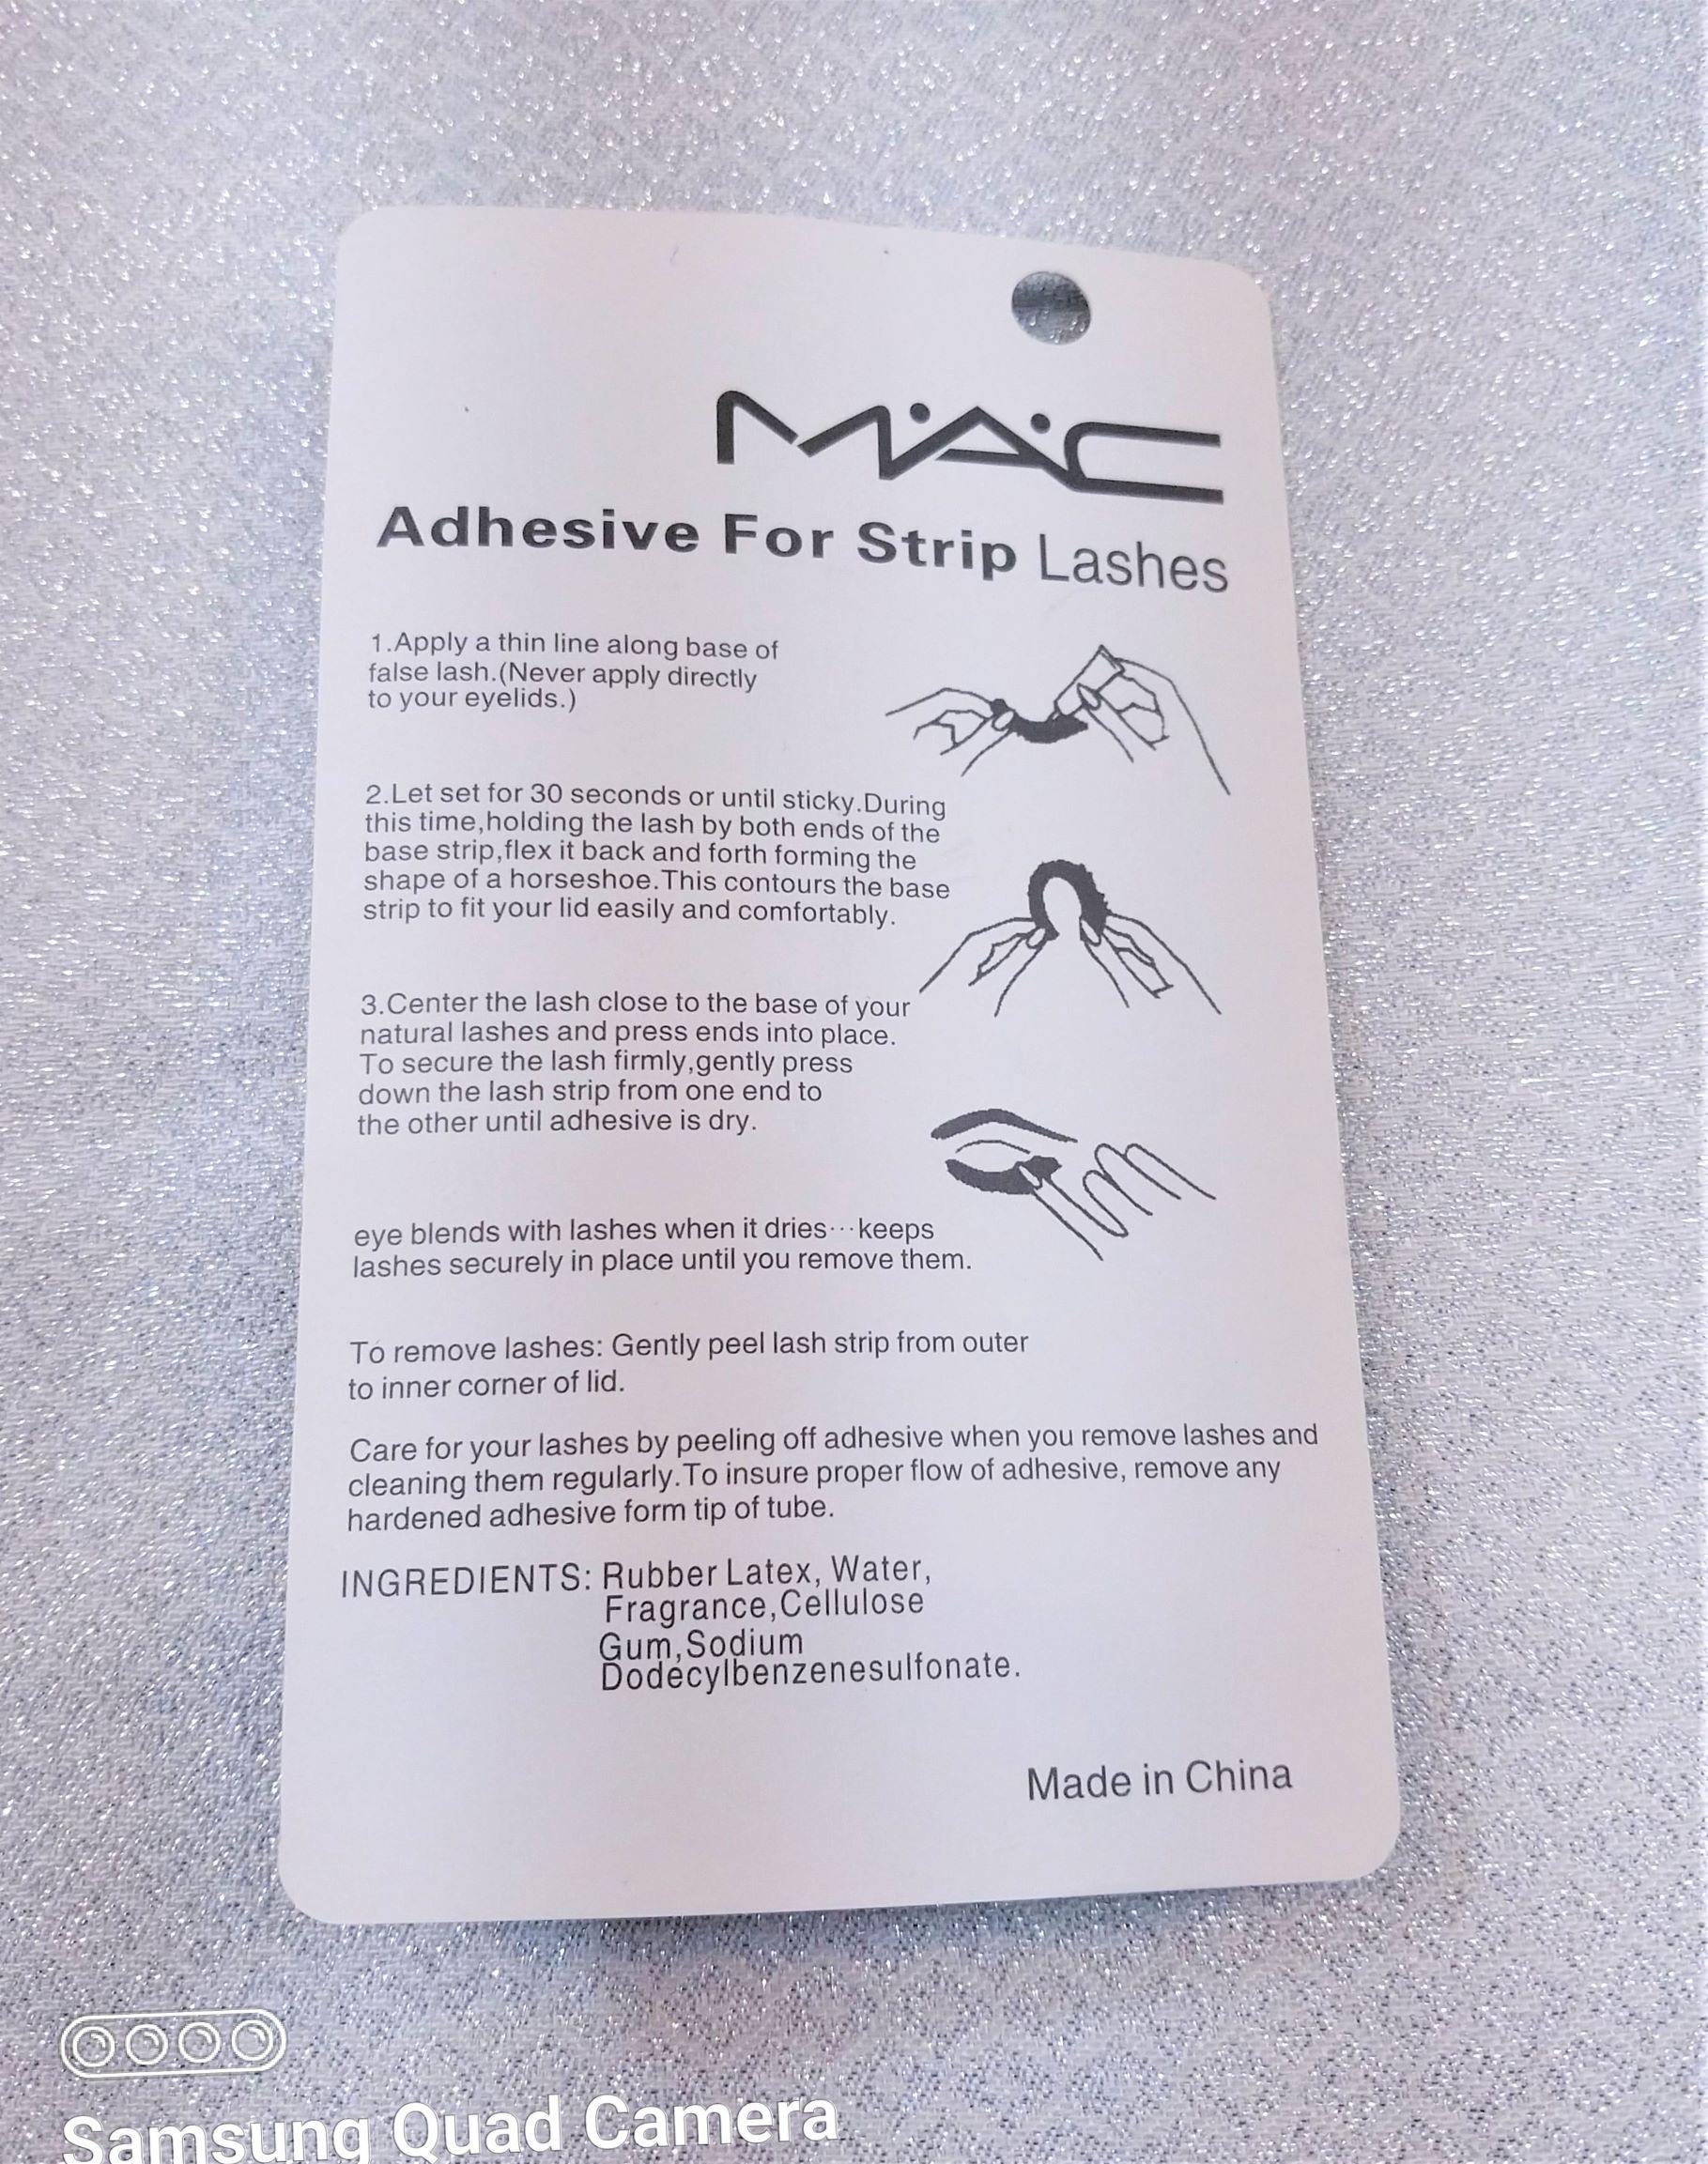 M·A·C
Adhesive For Strip Lashes
1.Apply a thin line along base of
false lash.(Never apply directly
to your eyelids.)
2.Let set for 30 seconds or until sticky.During
this time,holding the lash by both ends of the
base strip,flex it back and forth forming the
shape of a horseshoe.This contours the base
strip to fit your lid easily and comfortably.
3.Center the lash close to the base of your
natural lashes and press ends into place.
To secure the lash firmly,gently press
down the lash strip from one end to
the other until adhesive is dry.
eye blends with lashes when it dries···keeps
lashes securely in place until you remove them.
To remove lashes: Gently peel lash strip from outer
to inner corner of lid.
Care for your lashes by peeling off adhesive when you remove lashes and
cleaning them regularly.To insure proper flow of adhesive, remove any
hardened adhesive form tip of tube.
INGREDIENTS: Rubber Latex, Water,
Fragrance,Cellulose
Gum,Sodium
Dodecylbenzenesulfonate.
Made in China
Samsung Quad Camera